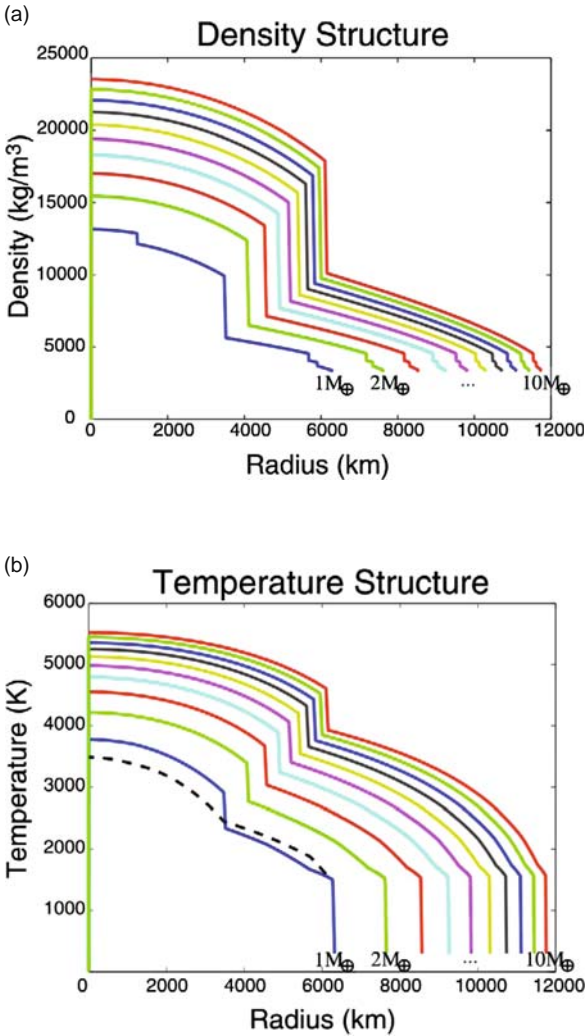 (a)
Density Structure
25000
20000
15000
10000
5000
0
Density (kg/m³)
1M⊕ 2M⊕ ... 10M⊕
0 2000 4000 6000 8000 10000 12000
Radius (km)
(b)
Temperature Structure
6000
5000
4000
3000
2000
1000
0
Temperature (K)
1M⊕ 2M⊕ ... 10M⊕
0 2000 4000 6000 8000 10000 12000
Radius (km)